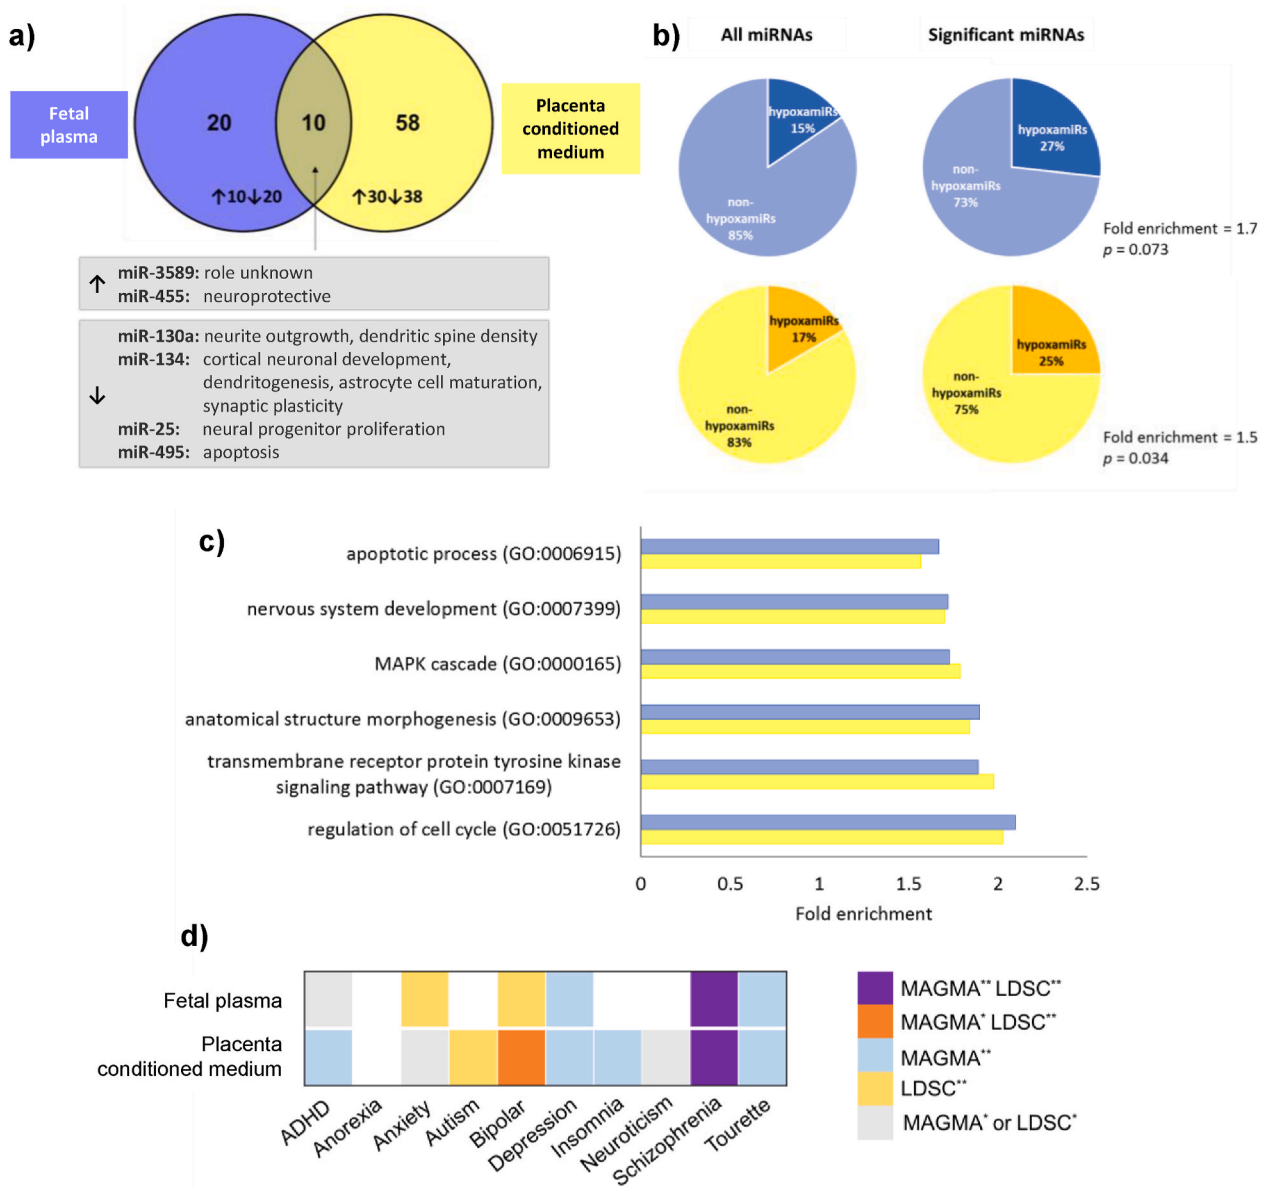 a)
Fetal
plasma
20
10
58
↑10↓20
↑30↓38
Placenta
conditioned
medium
↑
miR-3589: role unknown
miR-455: neuroprotective
↓
miR-130a: neurite outgrowth, dendritic spine density
miR-134: cortical neuronal development,
dendritogenesis, astrocyte cell maturation,
synaptic plasticity
miR-25: neural progenitor proliferation
miR-495: apoptosis
b)
All miRNAs
Significant miRNAs
hypoxamiRs
15%
non-
hypoxamiRs
85%
hypoxamiRs
27%
non-
hypoxamiRs
73%
Fold enrichment = 1.7
p = 0.073
hypoxamiRs
17%
non-
hypoxamiRs
83%
hypoxamiRs
25%
non-
hypoxamiRs
75%
Fold enrichment = 1.5
p = 0.034
c)
apoptotic process (GO:0006915)
nervous system development (GO:0007399)
MAPK cascade (GO:0000165)
anatomical structure morphogenesis (GO:0009653)
transmembrane receptor protein tyrosine kinase
signaling pathway (GO:0007169)
regulation of cell cycle (GO:0051726)
0 0.5 1 1.5 2 2.5
Fold enrichment
d)
Fetal plasma
Placenta
conditioned medium
ADHD
Anorexia
Anxiety
Autism
Bipolar
Depression
Insomnia
Neuroticism
Schizophrenia
Tourette
MAGMA** LDSC**
MAGMA* LDSC**
MAGMA**
LDSC**
MAGMA* or LDSC*